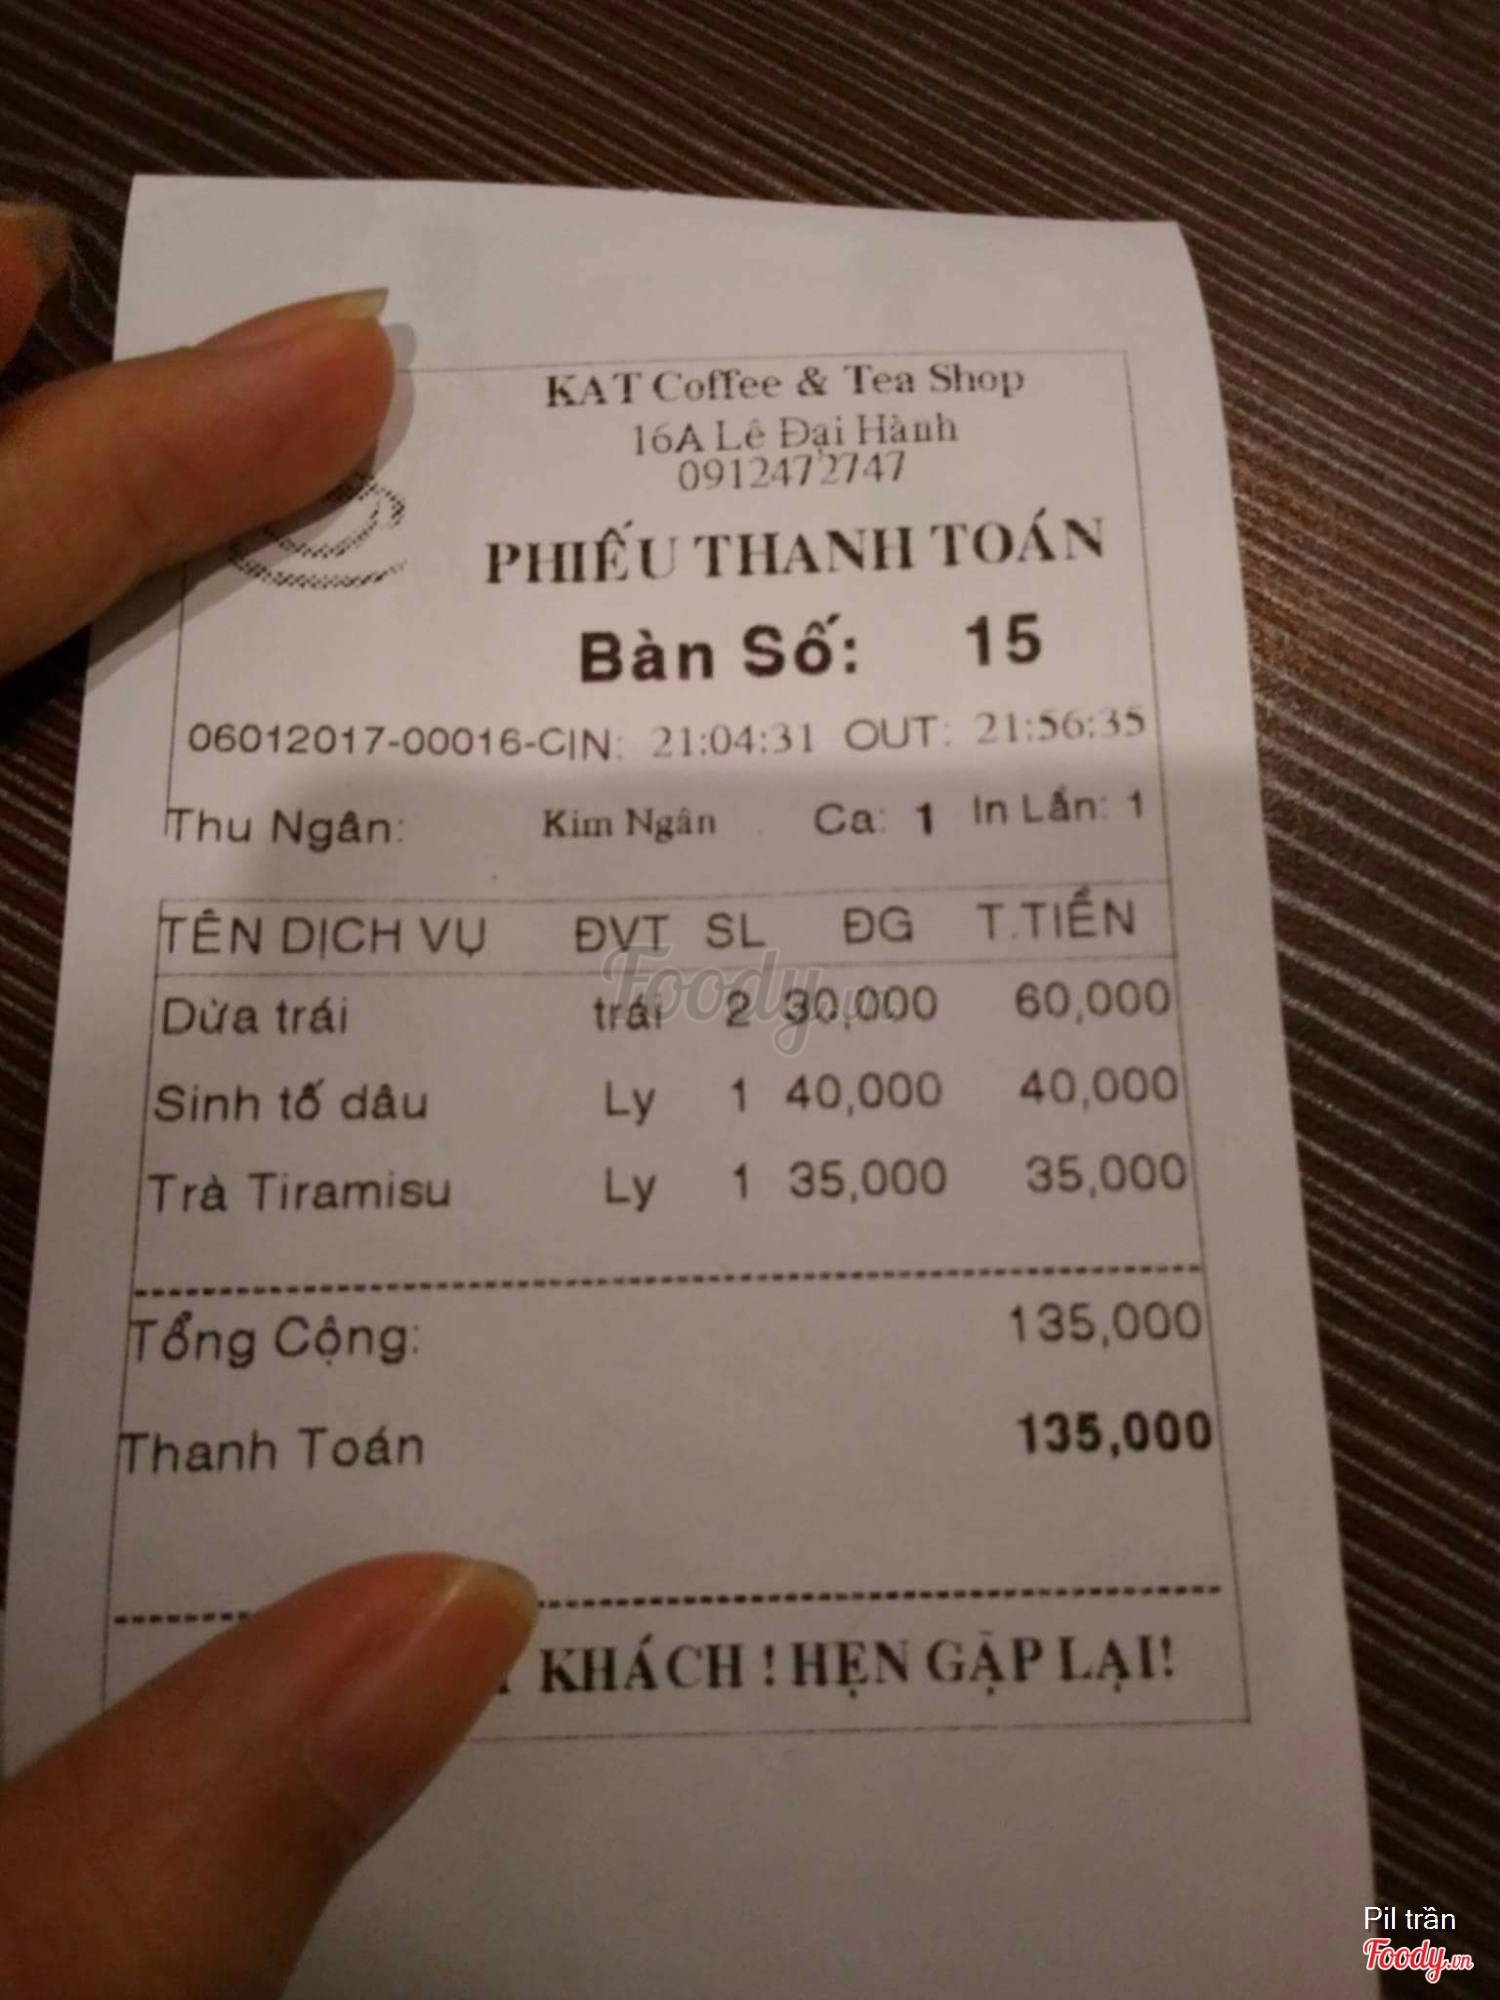 KAT Coffee & Tea Shop
16A Lê Đại Hành
0912472747
PHIẾU THANH TOÁN
Bàn Số: 15
06012017-00016-CIN: 21:04:31 OUT: 21:56:35
Thu Ngân: Kim Ngân Ca: 1 In Lần: 1
TÊN DỊCH VỤ ĐVT SL ĐG T.TIỀN
Dừa trái trái 2 30,000 60,000
Sinh tố dâu Ly 1 40,000 40,000
Trà Tiramisu Ly 1 35,000 35,000
Tổng Cộng: 135,000
Thanh Toán 135,000
KHÁCH ! HẸN GẶP LẠI!
Foody.vn
Pil trần
Foody.vn